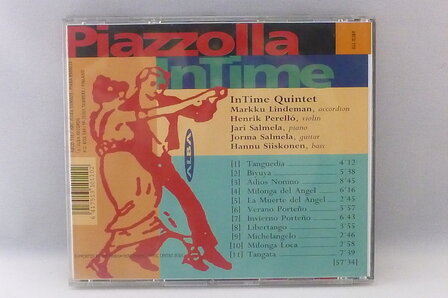 Piazzolla
InTime
InTime Quintet
Markku Lindeman, accordion
Henrik Perelló, violin
Jari Salmela, piano
Jorma Salmela, guitar
Hannu Siiskonen, bass
ALBA
[1] Tanguedia 4'12
[2] Biyuya 5'38
[3] Adios Nonino 8'45
[4] Milonga del Angel 6'16
[5] La Muerte del Angel 2'45
[6] Verano Porteño 5'57
[7] Invierno Porteño 6'43
[8] Libertango 3'55
[9] Michelangelo 2'46
[10] Milonga Loca 2'58
[11] Tangata 7'39
[57'34]